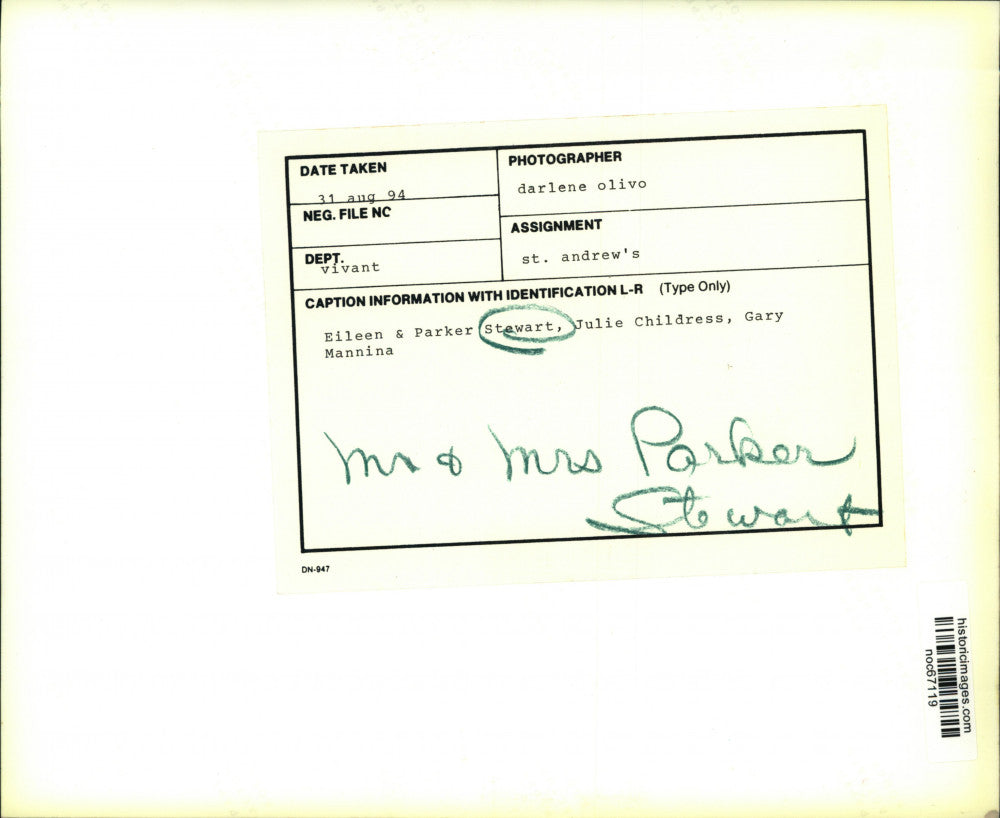 DATE TAKEN
31 aug 94
NEG. FILE NO
DEPT.
vivant
PHOTOGRAPHER
darlene olivo
ASSIGNMENT
st. andrew's
CAPTION INFORMATION WITH IDENTIFICATION L-R (Type Only)
Eileen & Parker Stewart, Julie Childress, Gary
Mannina
Mr & Mrs Parker
Stewart
DN-947
historicimages.com
noc67119